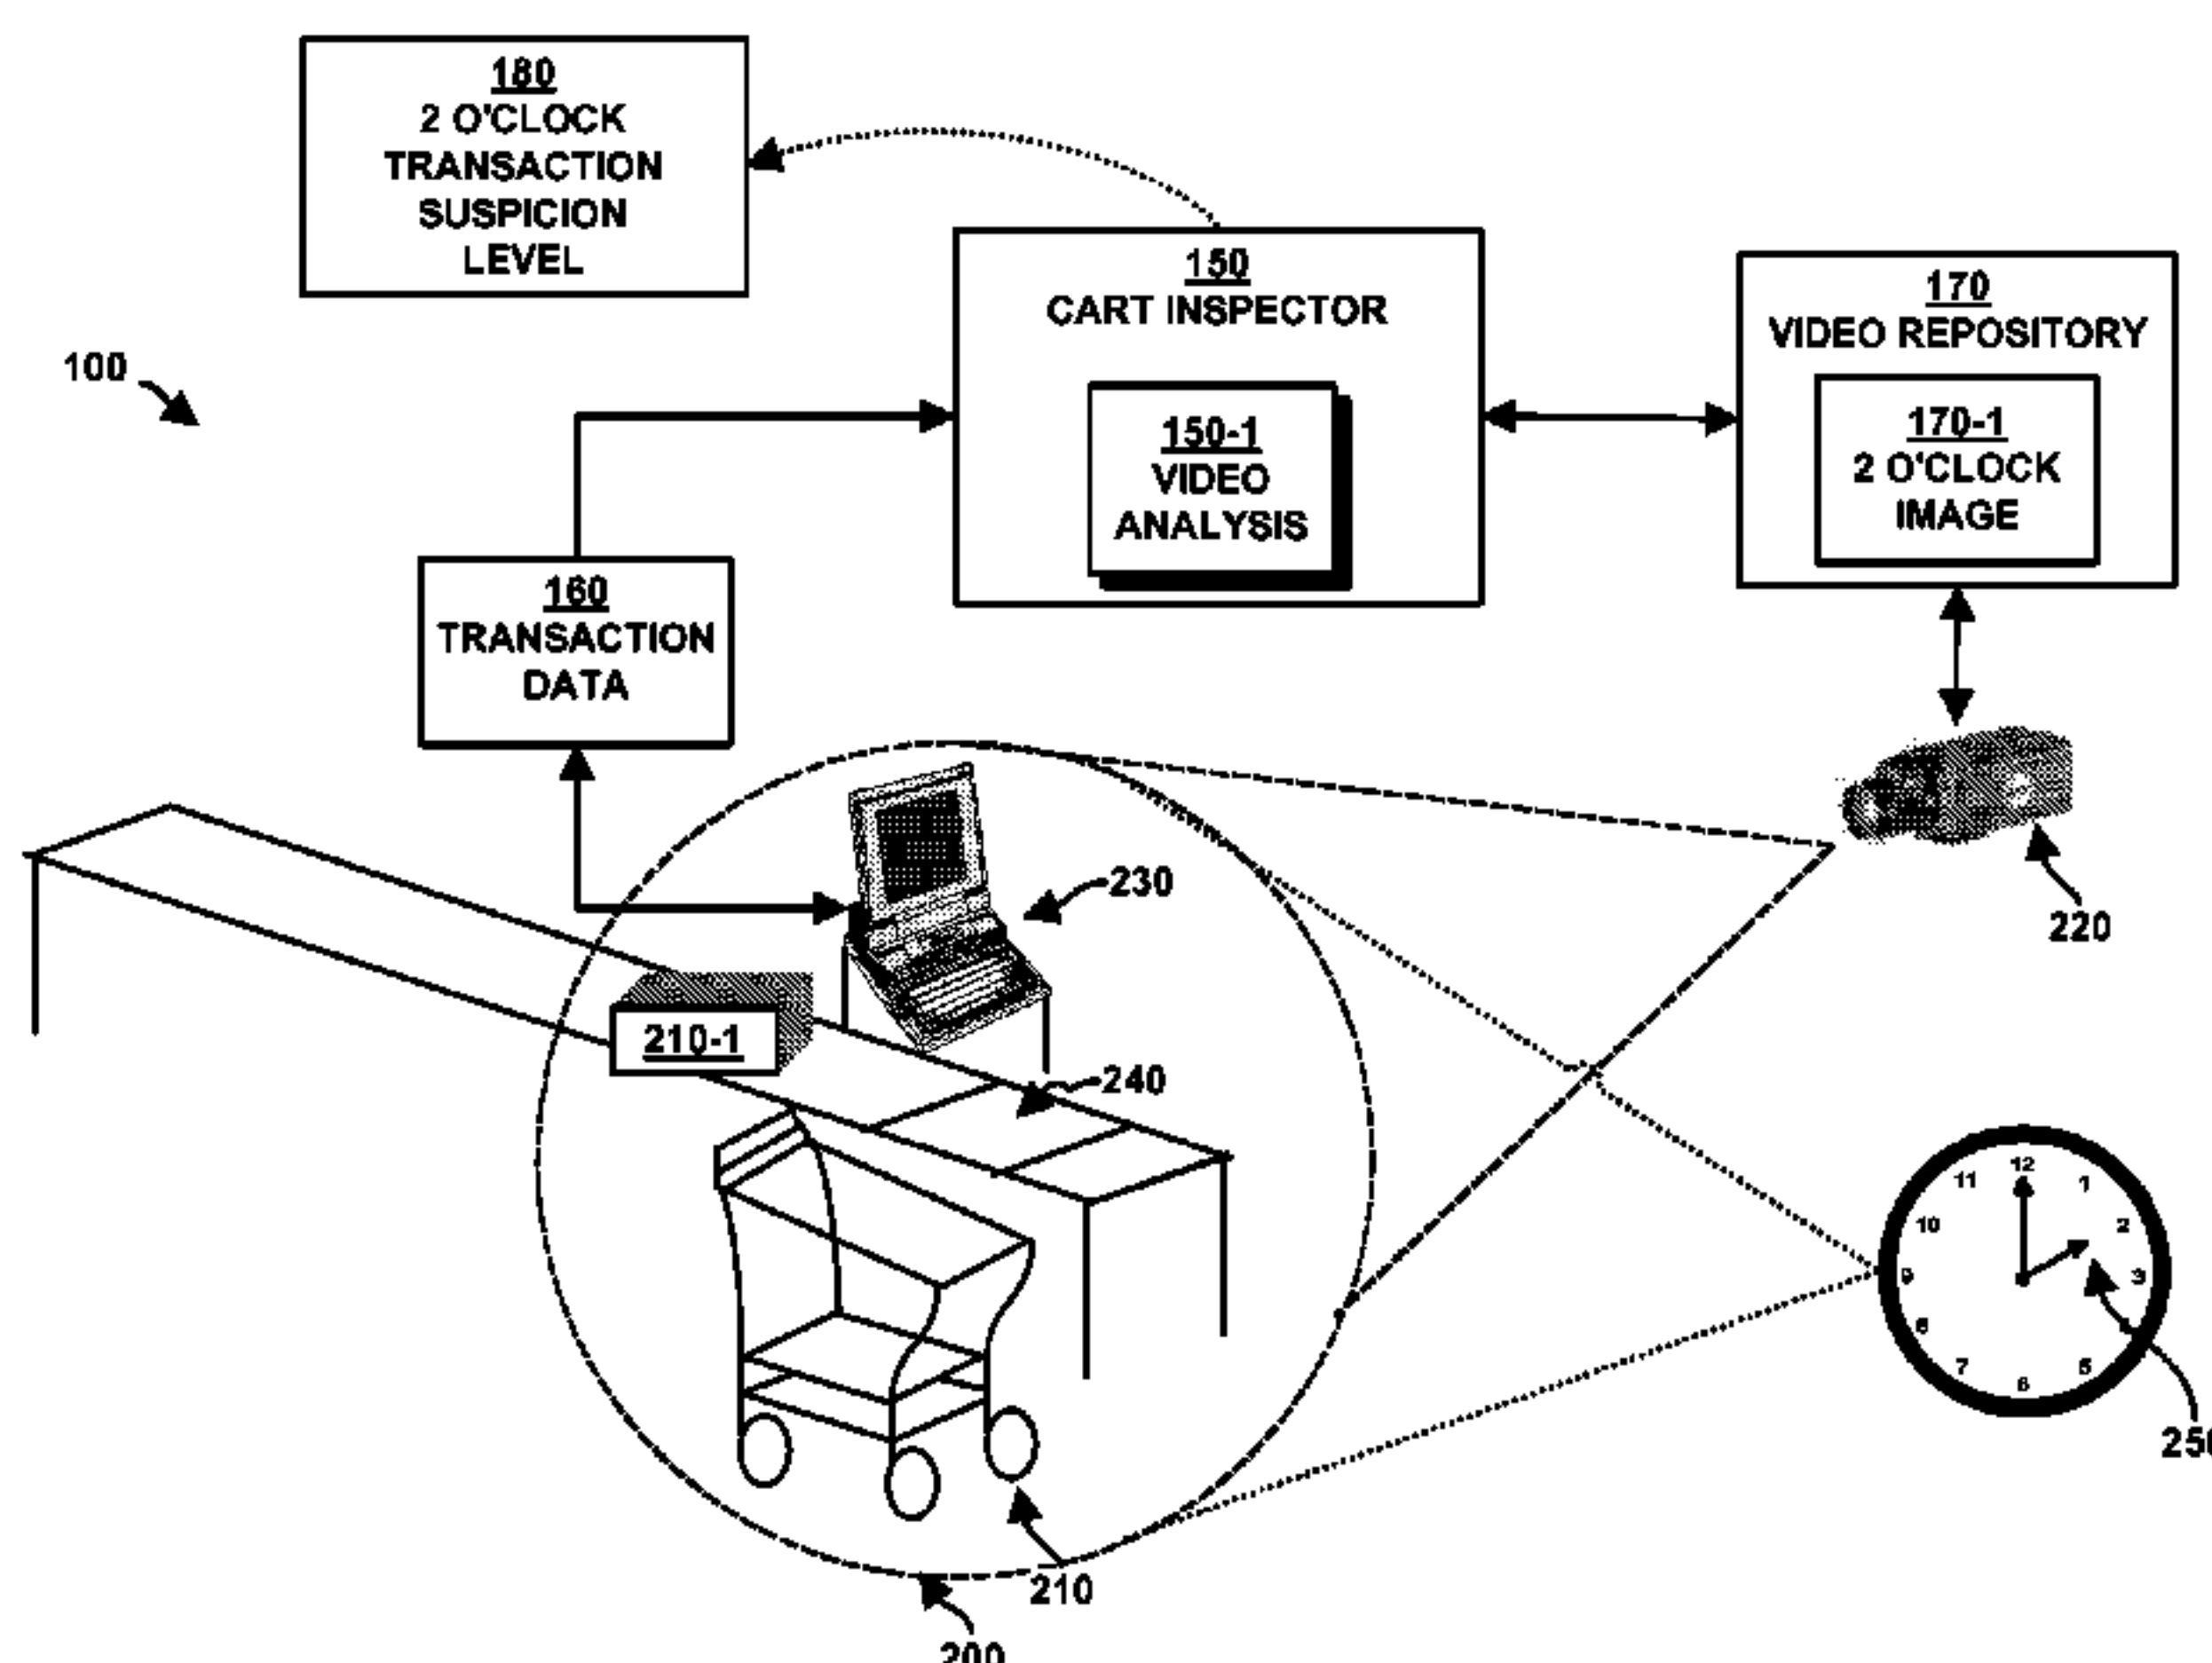 180
2 O'CLOCK
TRANSACTION
SUSPICION
LEVEL
150
CART INSPECTOR
170
VIDEO REPOSITORY
100
150-1
VIDEO
ANALYSIS
170-1
2 O'CLOCK
IMAGE
160
TRANSACTION
DATA
230
220
210-1
240
12
11
1
10
2
9
3
8
7
5
6
210
200